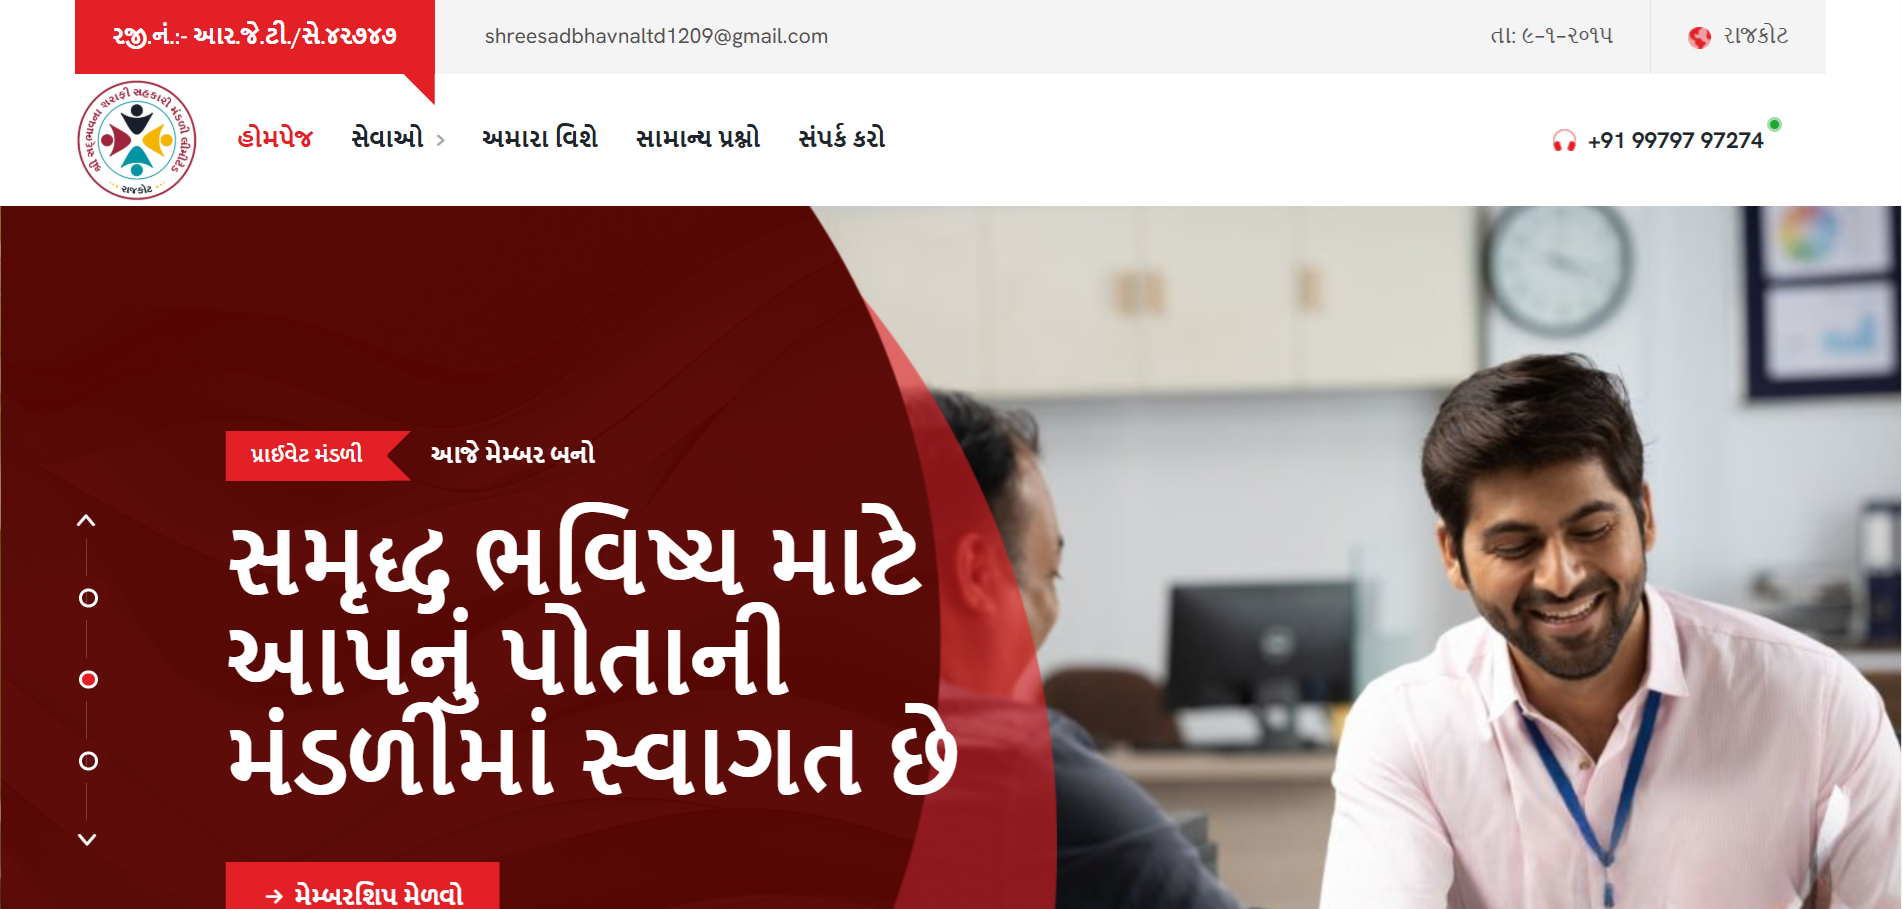 રજી.નં.:- આર.જે.ટી./સે.૪૨૭૪૭
shreesadbhavnaltd1209@gmail.com
તા: ૯-૧-૨૦૧૫
રાજકોટ
શ્રી સદ્ભાવના શરાફી સહકારી મંડળી લીમીટેડ
રાજકોટ
હોમપેજ
સેવાઓ
અમારા વિશે
સામાન્ય પ્રશ્નો
સંપર્ક કરો
+91 99797 97274
પ્રાઈવેટ મંડળી
આજે મેમ્બર બનો
સમૃદ્ધ ભવિષ્ય માટે
આપનું પોતાની
મંડળીમાં સ્વાગત છે
મેમ્બરશિપ મેળવો